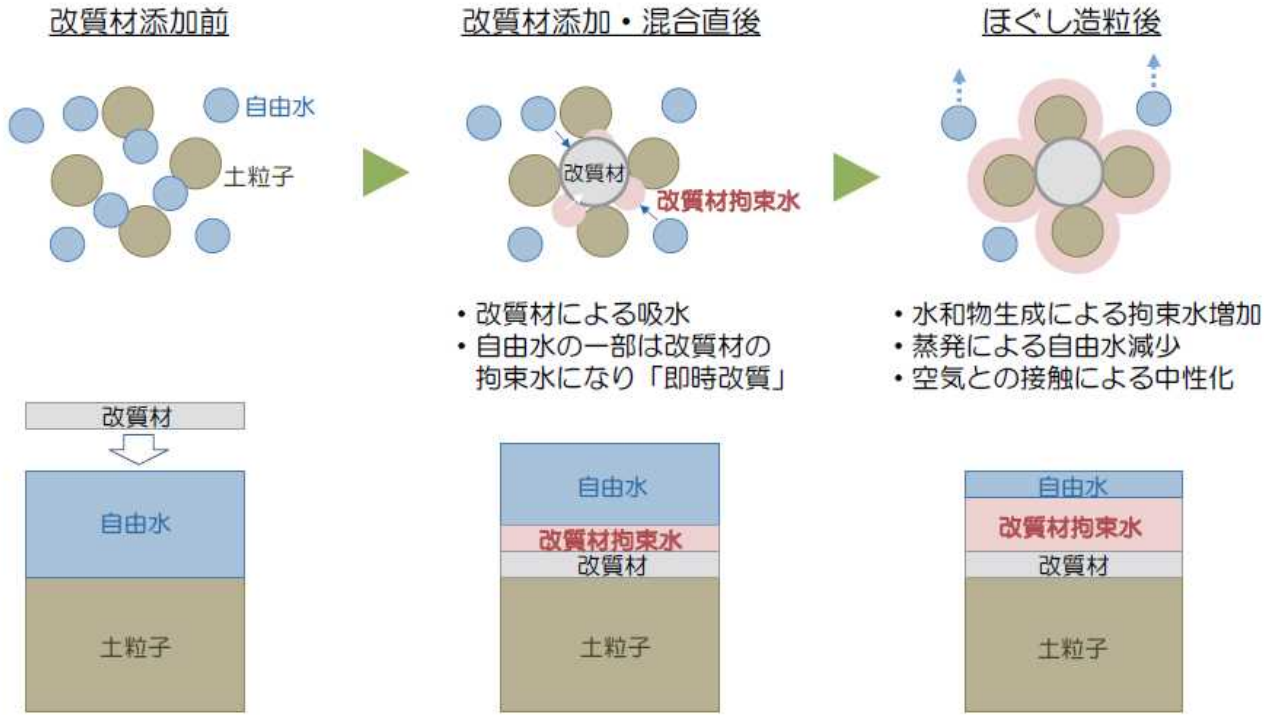 改質材添加前
改質材添加・混合直後
ほぐし造粒後
自由水
土粒子
改質材
改質材拘束水
・改質材による吸水
・自由水の一部は改質材の
拘束水になり「即時改質」
・水和物生成による拘束水増加
・蒸発による自由水減少
・空気との接触による中性化
改質材
自由水
土粒子
自由水
改質材拘束水
改質材
土粒子
自由水
改質材拘束水
改質材
土粒子